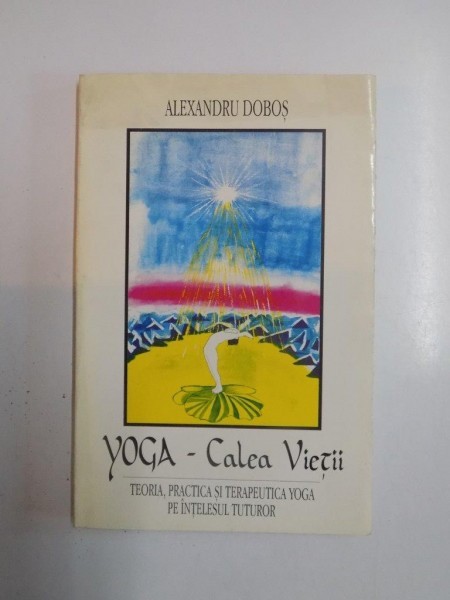 ALEXANDRU DOBOȘ
YOGA - Calea Vieții
TEORIA, PRACTICA ȘI TERAPEUTICA YOGA
PE ÎNȚELESUL TUTUROR